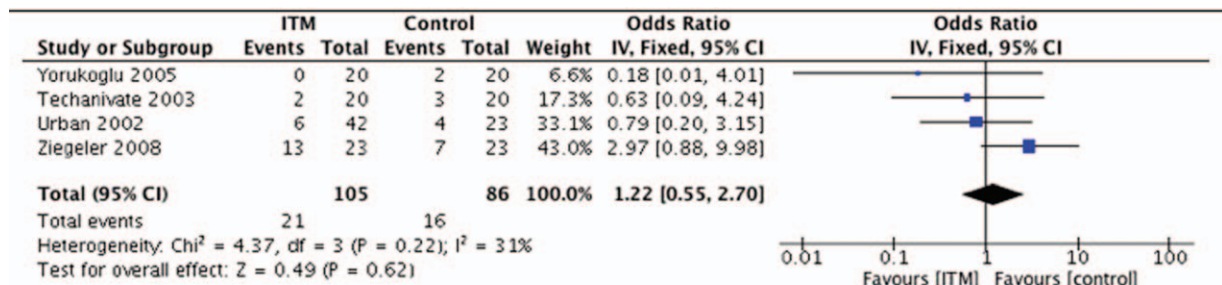 ITM Control Odds Ratio Odds Ratio
Study or Subgroup Events Total Events Total Weight IV, Fixed, 95% CI IV, Fixed, 95% CI
Yorukoglu 2005 0 20 2 20 6.6% 0.18 [0.01, 4.01]
Techanivate 2003 2 20 3 20 17.3% 0.63 [0.09, 4.24]
Urban 2002 6 42 4 23 33.1% 0.79 [0.20, 3.15]
Ziegeler 2008 13 23 7 23 43.0% 2.97 [0.88, 9.98]
Total (95% CI) 105 86 100.0% 1.22 [0.55, 2.70]
Total events 21 16
Heterogeneity: Chi² = 4.37, df = 3 (P = 0.22); I² = 31%
Test for overall effect: Z = 0.49 (P = 0.62)
0.01 0.1 1 10 100
Favours [ITM] Favours [control]